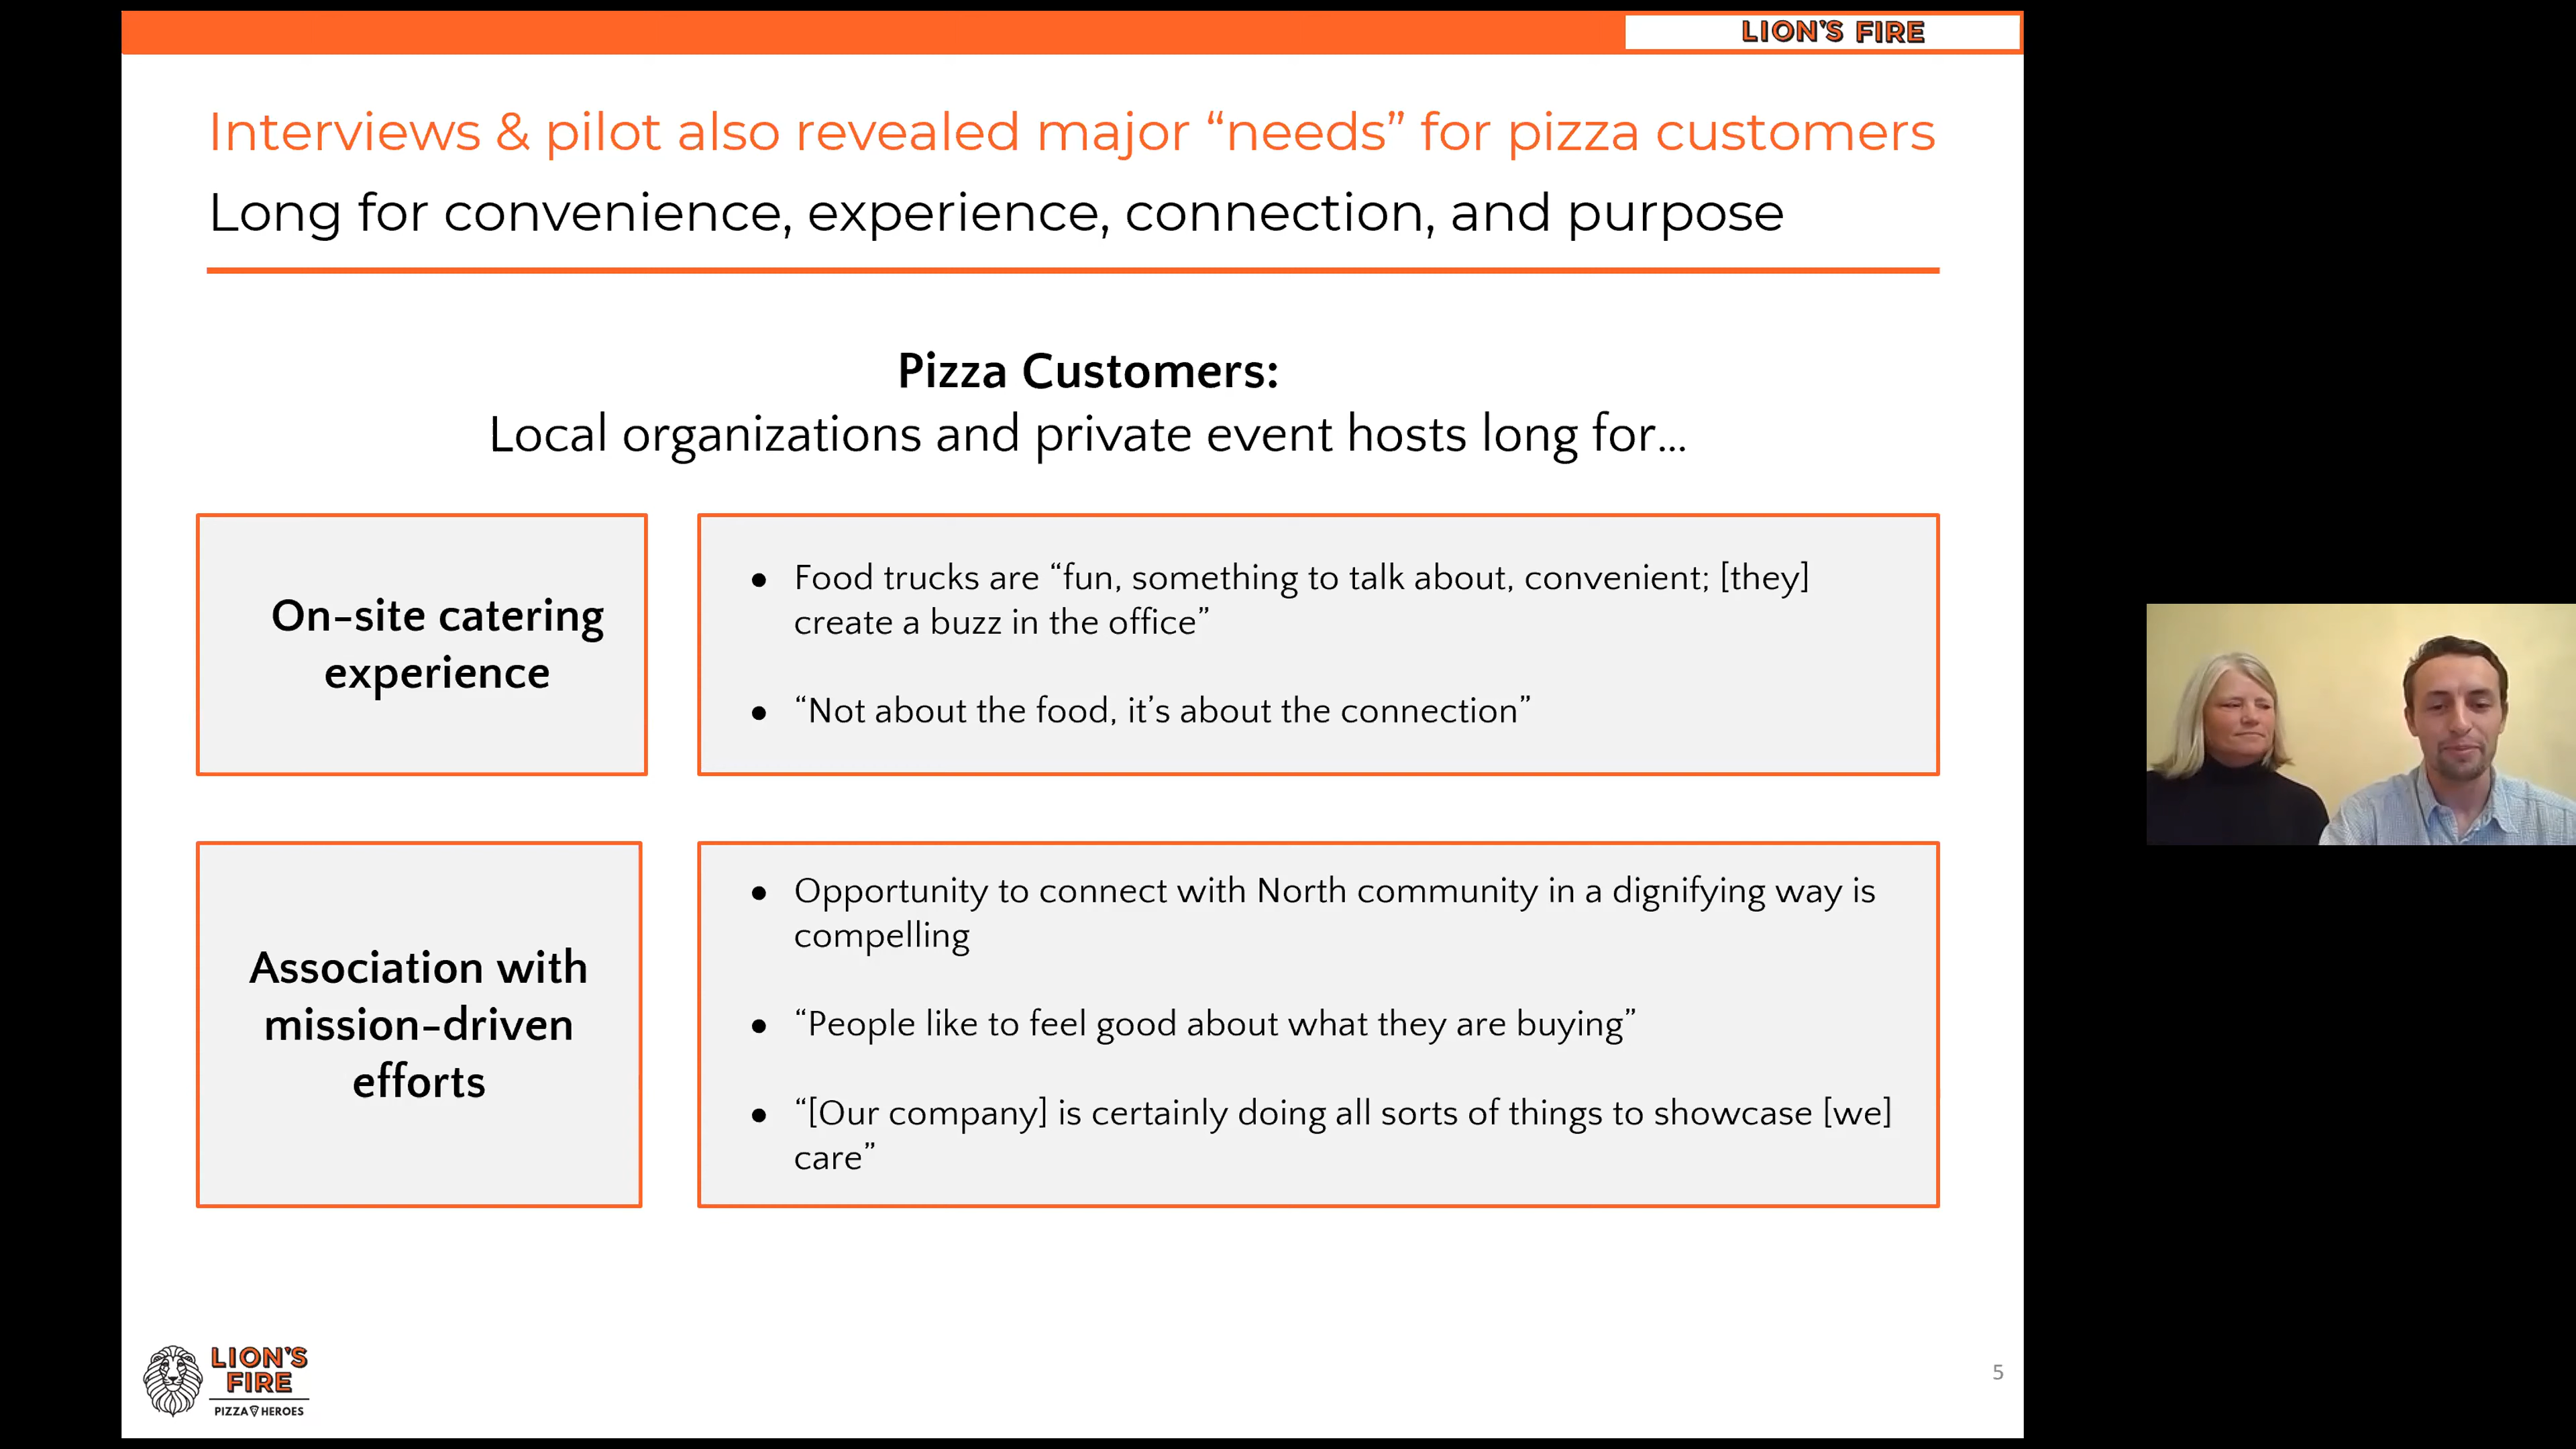 LION'S FIRE
Interviews & pilot also revealed major “needs” for pizza customers
Long for convenience, experience, connection, and purpose
Pizza Customers:
Local organizations and private event hosts long for...
On-site catering
experience
● Food trucks are “fun, something to talk about, convenient; [they]
create a buzz in the office”
● “Not about the food, it’s about the connection”
Association with
mission-driven
efforts
● Opportunity to connect with North community in a dignifying way is
compelling
● “People like to feel good about what they are buying”
● “[Our company] is certainly doing all sorts of things to showcase [we]
care”
LION'S
FIRE
PIZZA HEROES
5